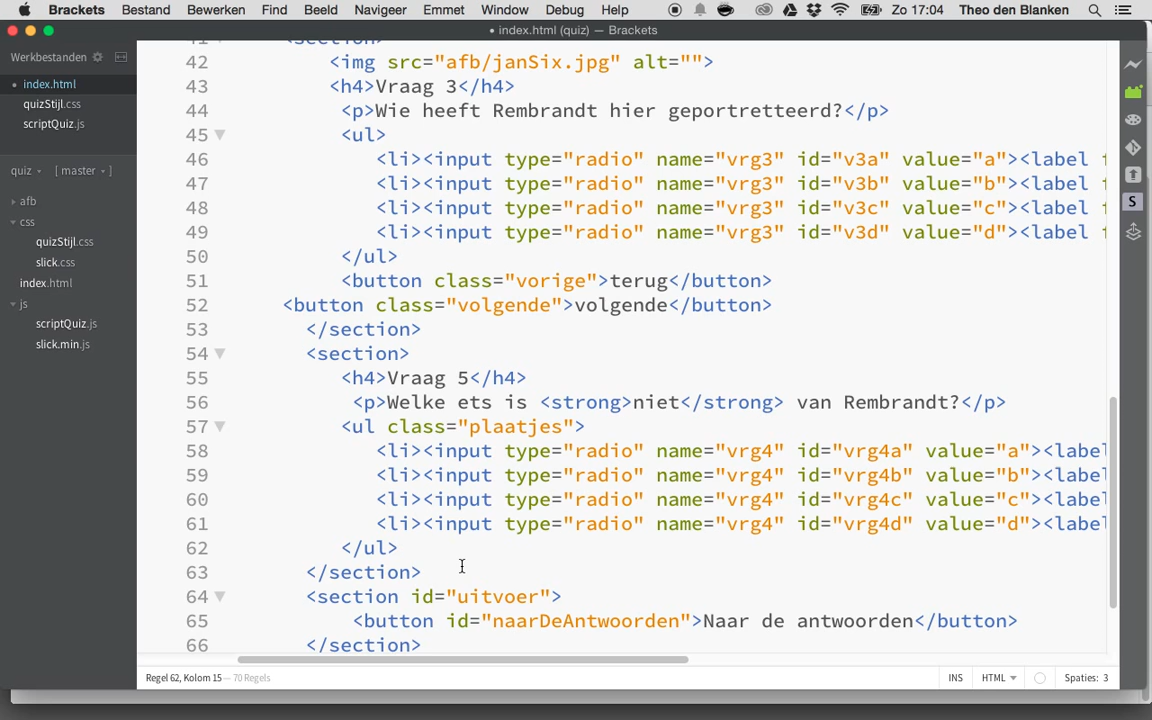 Brackets Bestand Bewerken Find Beeld Navigeer Emmet Window Debug Help Zo 17:04 Theo den Blanken
• index.html (quiz) — Brackets
Werkbestanden
• index.html
quizStijl.css
scriptQuiz.js
quiz [ master ]
afb
css
quizStijl.css
slick.css
index.html
js
scriptQuiz.js
slick.min.js
41 <section>
42 <img src="afb/janSix.jpg" alt="">
43 <h4>Vraag 3</h4>
44 <p>Wie heeft Rembrandt hier geportretteerd?</p>
45 <ul>
46 <li><input type="radio" name="vrg3" id="v3a" value="a"><label f
47 <li><input type="radio" name="vrg3" id="v3b" value="b"><label f
48 <li><input type="radio" name="vrg3" id="v3c" value="c"><label f
49 <li><input type="radio" name="vrg3" id="v3d" value="d"><label f
50 </ul>
51 <button class="vorige">terug</button>
52 <button class="volgende">volgende</button>
53 </section>
54 <section>
55 <h4>Vraag 5</h4>
56 <p>Welke ets is <strong>niet</strong> van Rembrandt?</p>
57 <ul class="plaatjes">
58 <li><input type="radio" name="vrg4" id="vrg4a" value="a"><label
59 <li><input type="radio" name="vrg4" id="vrg4b" value="b"><label
60 <li><input type="radio" name="vrg4" id="vrg4c" value="c"><label
61 <li><input type="radio" name="vrg4" id="vrg4d" value="d"><label
62 </ul>
63 </section>
64 <section id="uitvoer">
65 <button id="naarDeAntwoorden">Naar de antwoorden</button>
66 </section>
Regel 62, Kolom 15 — 70 Regels INS HTML Spaties: 3
S